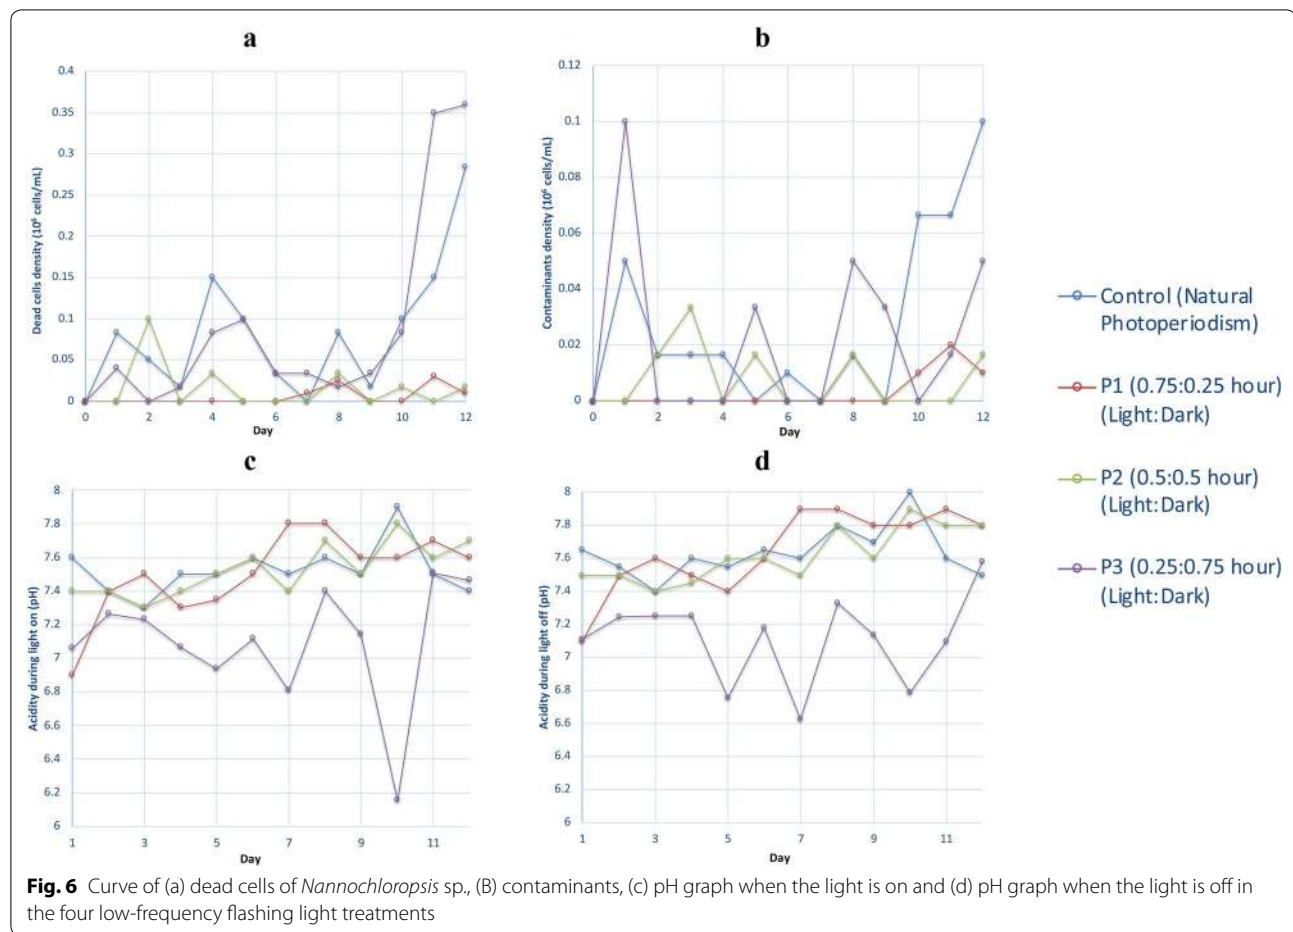 a
0.4
0.35
0.3
0.25
0.2
0.15
0.1
0.05
0
Dead cells density (10⁶ cells/mL)
0 2 4 6 8 10 12
Day
b
0.12
0.1
0.08
0.06
0.04
0.02
0
Contaminants density (10⁶ cells/mL)
0 2 4 6 8 10 12
Day
Control (Natural
Photoperiodism)
P1 (0.75:0.25 hour)
(Light:Dark)
P2 (0.5:0.5 hour)
(Light:Dark)
P3 (0.25:0.75 hour)
(Light:Dark)
c
8
7.8
7.6
7.4
7.2
7
6.8
6.6
6.4
6.2
6
Acidity during light on (pH)
1 3 5 7 9 11
Day
d
8
7.8
7.6
7.4
7.2
7
6.8
6.6
6.4
6.2
6
Acidity during light off (pH)
1 3 5 7 9 11
Day
Fig. 6 Curve of (a) dead cells of Nannochloropsis sp., (B) contaminants, (c) pH graph when the light is on and (d) pH graph when the light is off in
the four low-frequency flashing light treatments